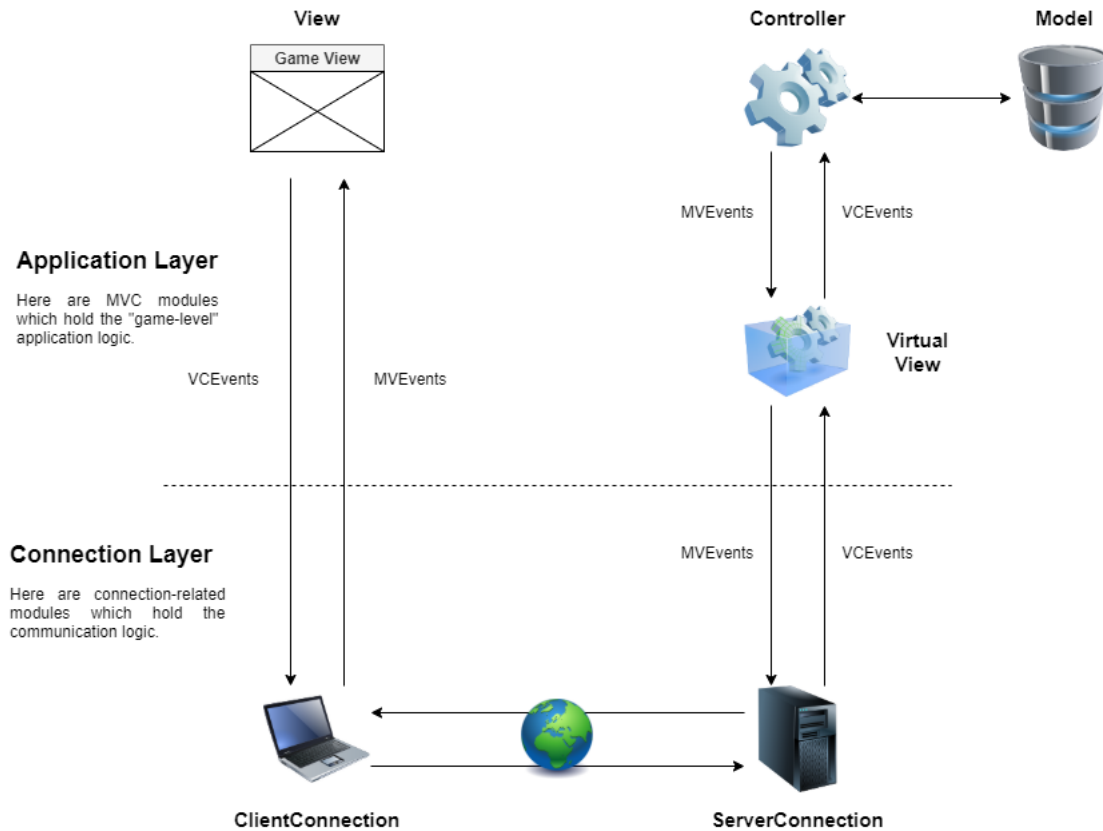 View
Controller
Model
Game View
MVEvents
VCEvents
Application Layer
Here are MVC modules
which hold the "game-level"
application logic.
Virtual
View
VCEvents
MVEvents
Connection Layer
Here are connection-related
modules which hold the
communication logic.
MVEvents
VCEvents
ClientConnection
ServerConnection